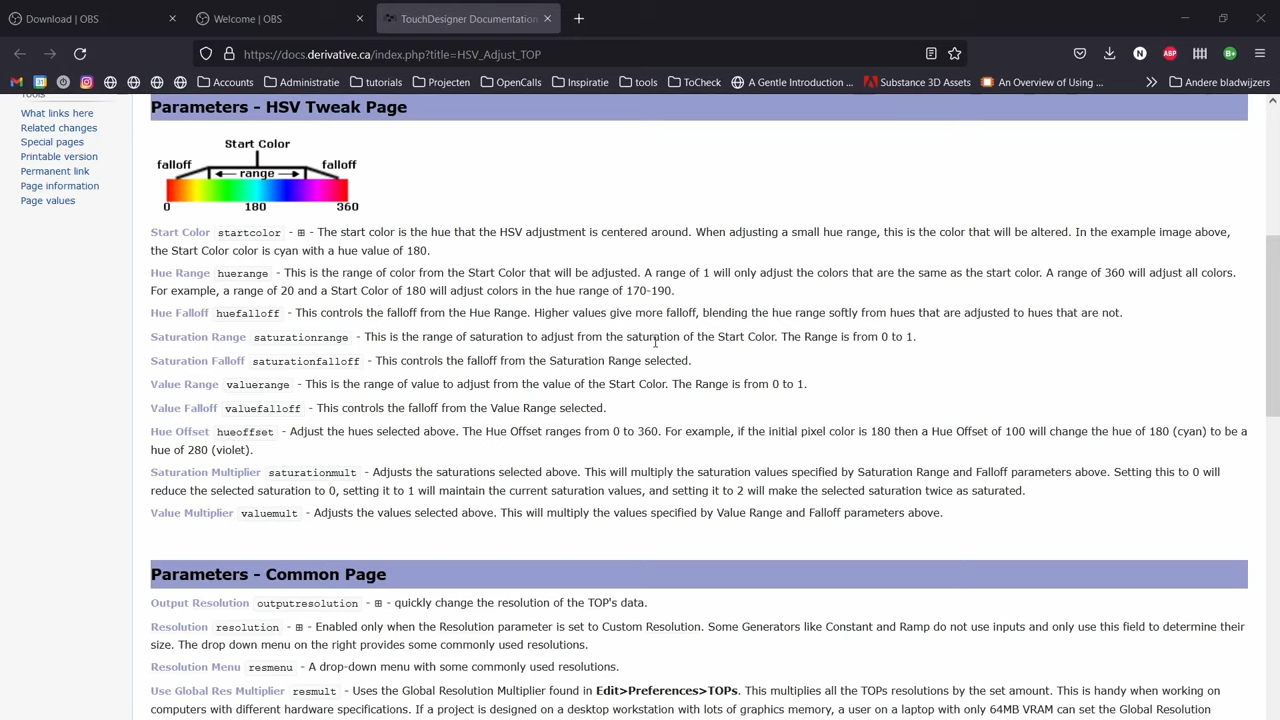 Download | OBS
Welcome | OBS
TouchDesigner Documentation
https://docs.derivative.ca/index.php?title=HSV_Adjust_TOP
Accounts Administratie tutorials Projecter OpenCalls Inspiratie tools ToCheck A Gentle Introduction ... Substance 3D Assets An Overview of Using ... Andere bladwijzers
Tools
What links here
Related changes
Special pages
Printable version
Permanent link
Page information
Page values
Parameters - HSV Tweak Page
Start Color
falloff falloff
range
0 180 360
Start Color startcolor - ⊞ - The start color is the hue that the HSV adjustment is centered around. When adjusting a small hue range, this is the color that will be altered. In the example image above,
the Start Color color is cyan with a hue value of 180.
Hue Range huerange - This is the range of color from the Start Color that will be adjusted. A range of 1 will only adjust the colors that are the same as the start color. A range of 360 will adjust all colors.
For example, a range of 20 and a Start Color of 180 will adjust colors in the hue range of 170-190.
Hue Falloff huefalloff - This controls the falloff from the Hue Range. Higher values give more falloff, blending the hue range softly from hues that are adjusted to hues that are not.
Saturation Range saturationrange - This is the range of saturation to adjust from the saturation of the Start Color. The Range is from 0 to 1.
Saturation Falloff saturationfalloff - This controls the falloff from the Saturation Range selected.
Value Range valuerange - This is the range of value to adjust from the value of the Start Color. The Range is from 0 to 1.
Value Falloff valuefalloff - This controls the falloff from the Value Range selected.
Hue Offset hueoffset - Adjust the hues selected above. The Hue Offset ranges from 0 to 360. For example, if the initial pixel color is 180 then a Hue Offset of 100 will change the hue of 180 (cyan) to be a
hue of 280 (violet).
Saturation Multiplier saturationmult - Adjusts the saturations selected above. This will multiply the saturation values specified by Saturation Range and Falloff parameters above. Setting this to 0 will
reduce the selected saturation to 0, setting it to 1 will maintain the current saturation values, and setting it to 2 will make the selected saturation twice as saturated.
Value Multiplier valuemult - Adjusts the values selected above. This will multiply the values specified by Value Range and Falloff parameters above.
Parameters - Common Page
Output Resolution outputresolution - ⊞ - quickly change the resolution of the TOP's data.
Resolution resolution - ⊞ - Enabled only when the Resolution parameter is set to Custom Resolution. Some Generators like Constant and Ramp do not use inputs and only use this field to determine their
size. The drop down menu on the right provides some commonly used resolutions.
Resolution Menu resmenu - A drop-down menu with some commonly used resolutions.
Use Global Res Multiplier resmult - Uses the Global Resolution Multiplier found in Edit>Preferences>TOPs. This multiplies all the TOPs resolutions by the set amount. This is handy when working on
computers with different hardware specifications. If a project is designed on a desktop workstation with lots of graphics memory, a user on a laptop with only 64MB VRAM can set the Global Resolution